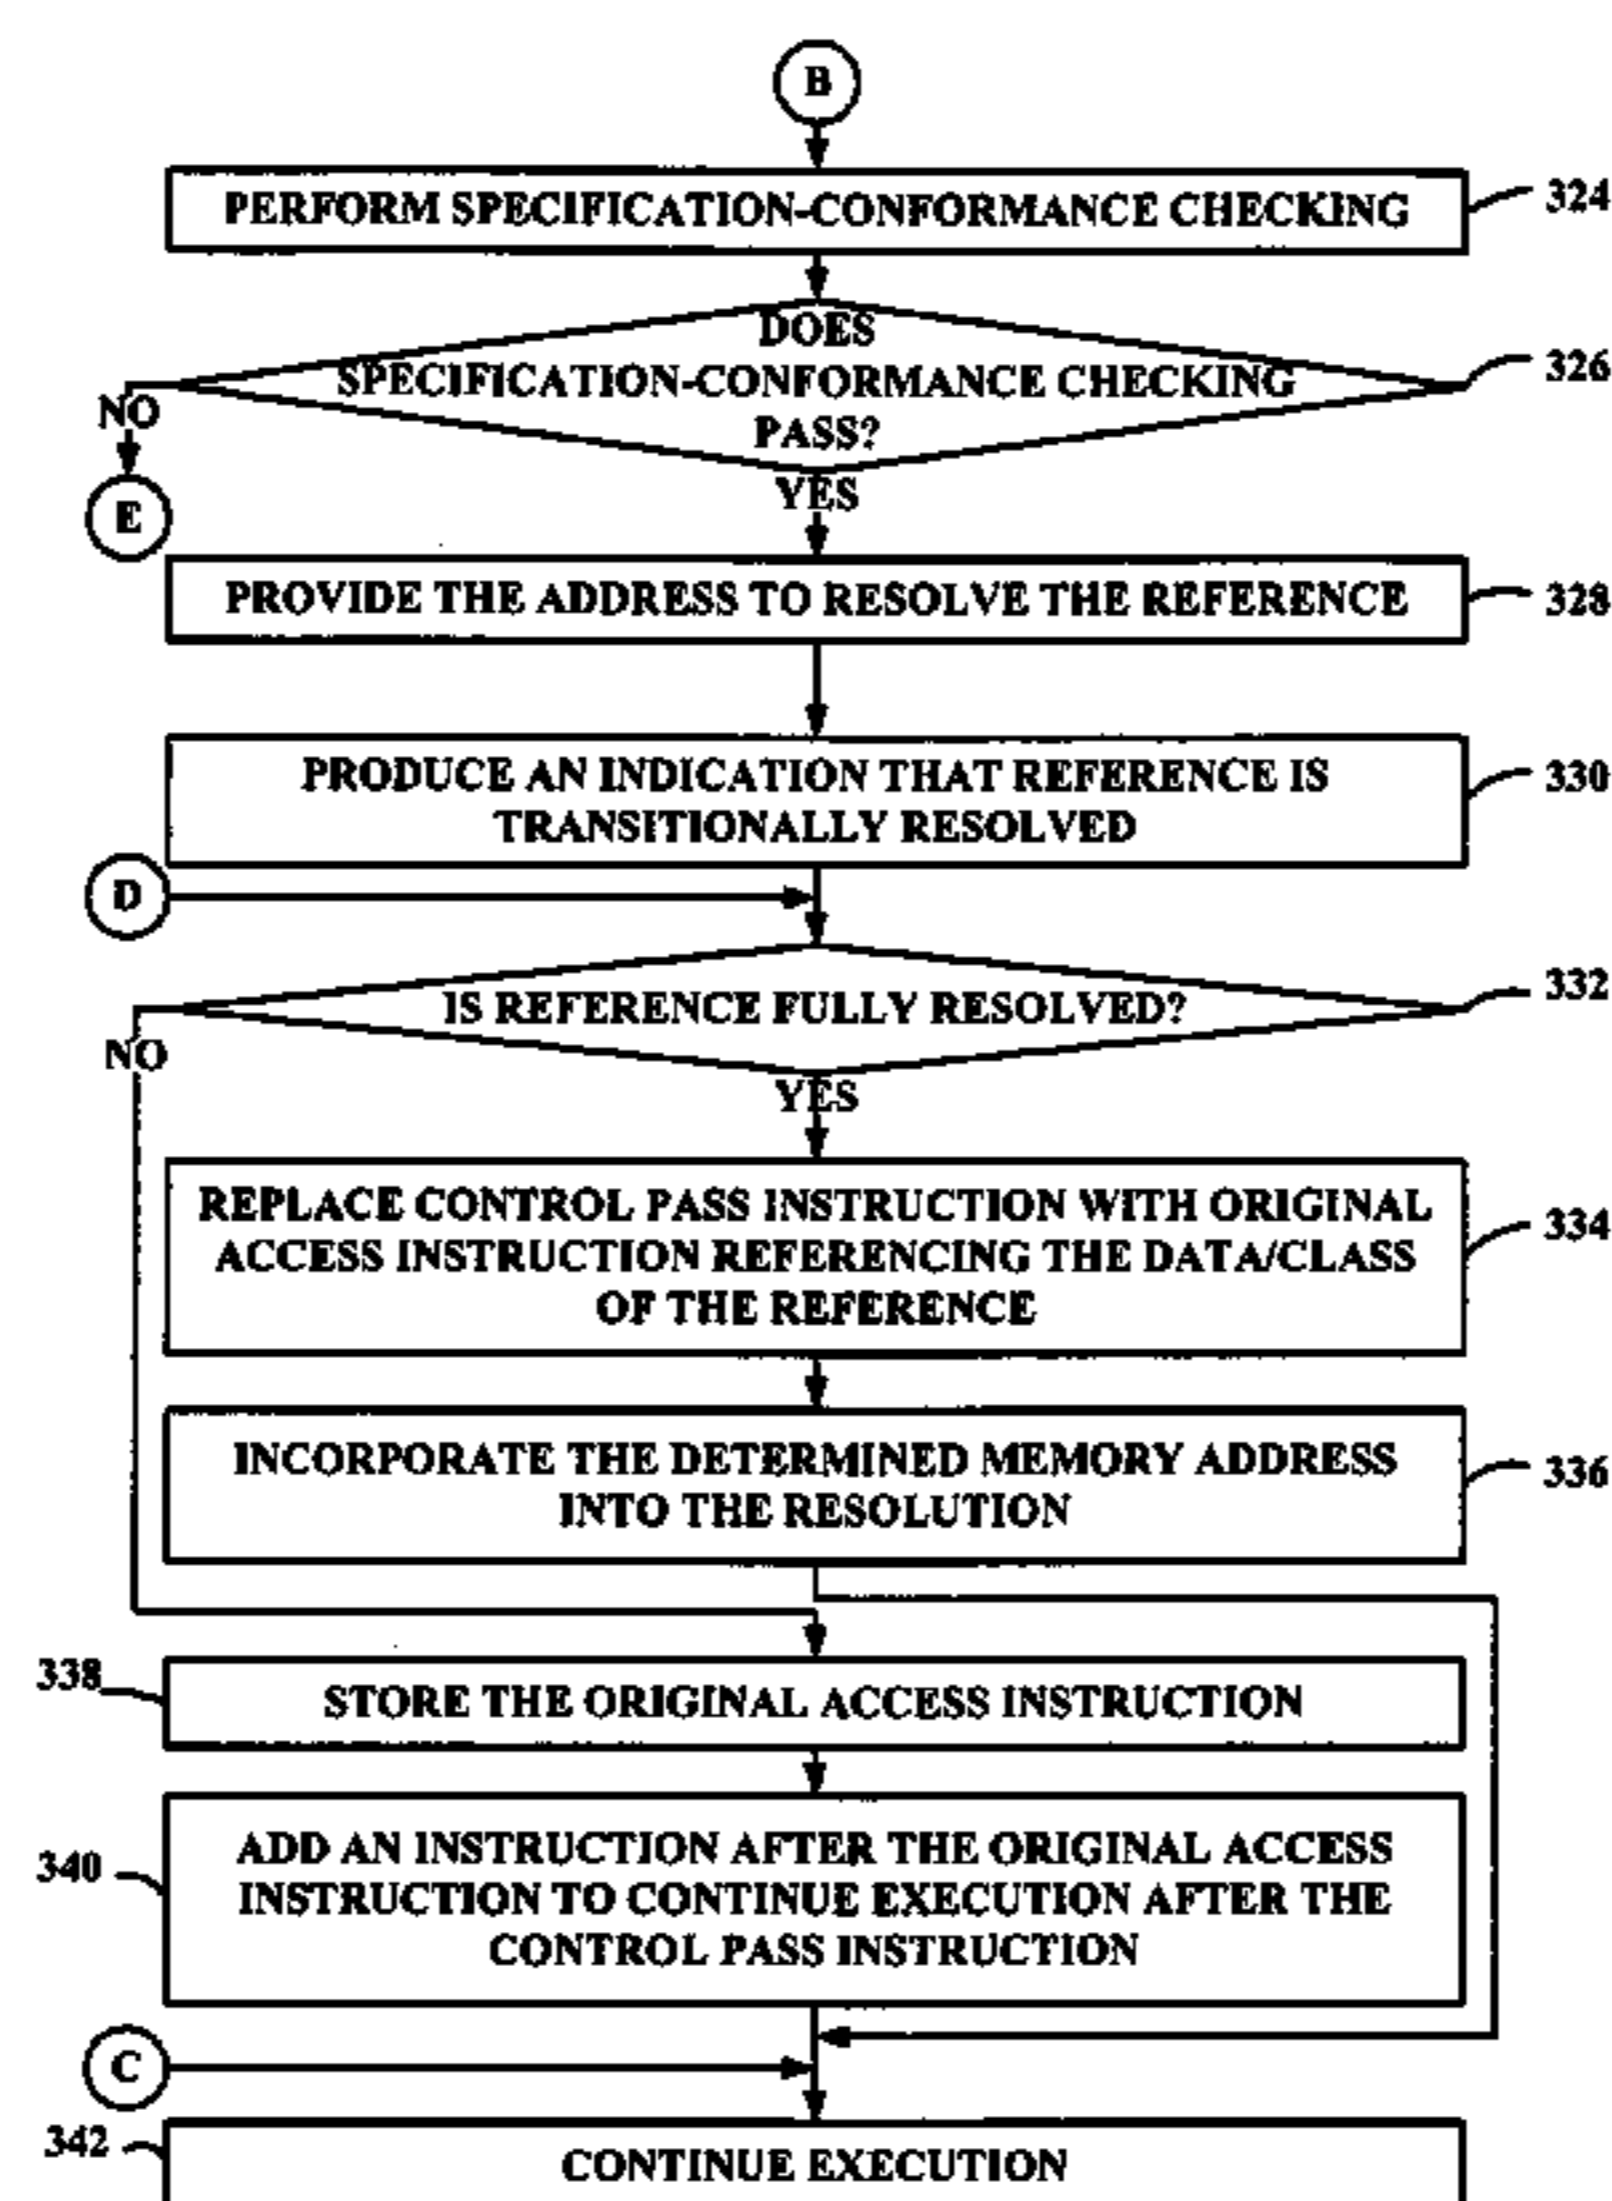 B
PERFORM SPECIFICATION-CONFORMANCE CHECKING
324
DOES
SPECIFICATION-CONFORMANCE CHECKING
PASS?
326
NO
E
YES
PROVIDE THE ADDRESS TO RESOLVE THE REFERENCE
328
PRODUCE AN INDICATION THAT REFERENCE IS
TRANSITIONALLY RESOLVED
330
D
IS REFERENCE FULLY RESOLVED?
332
NO
YES
REPLACE CONTROL PASS INSTRUCTION WITH ORIGINAL
ACCESS INSTRUCTION REFERENCING THE DATA/CLASS
OF THE REFERENCE
334
INCORPORATE THE DETERMINED MEMORY ADDRESS
INTO THE RESOLUTION
336
338
STORE THE ORIGINAL ACCESS INSTRUCTION
340
ADD AN INSTRUCTION AFTER THE ORIGINAL ACCESS
INSTRUCTION TO CONTINUE EXECUTION AFTER THE
CONTROL PASS INSTRUCTION
C
342
CONTINUE EXECUTION